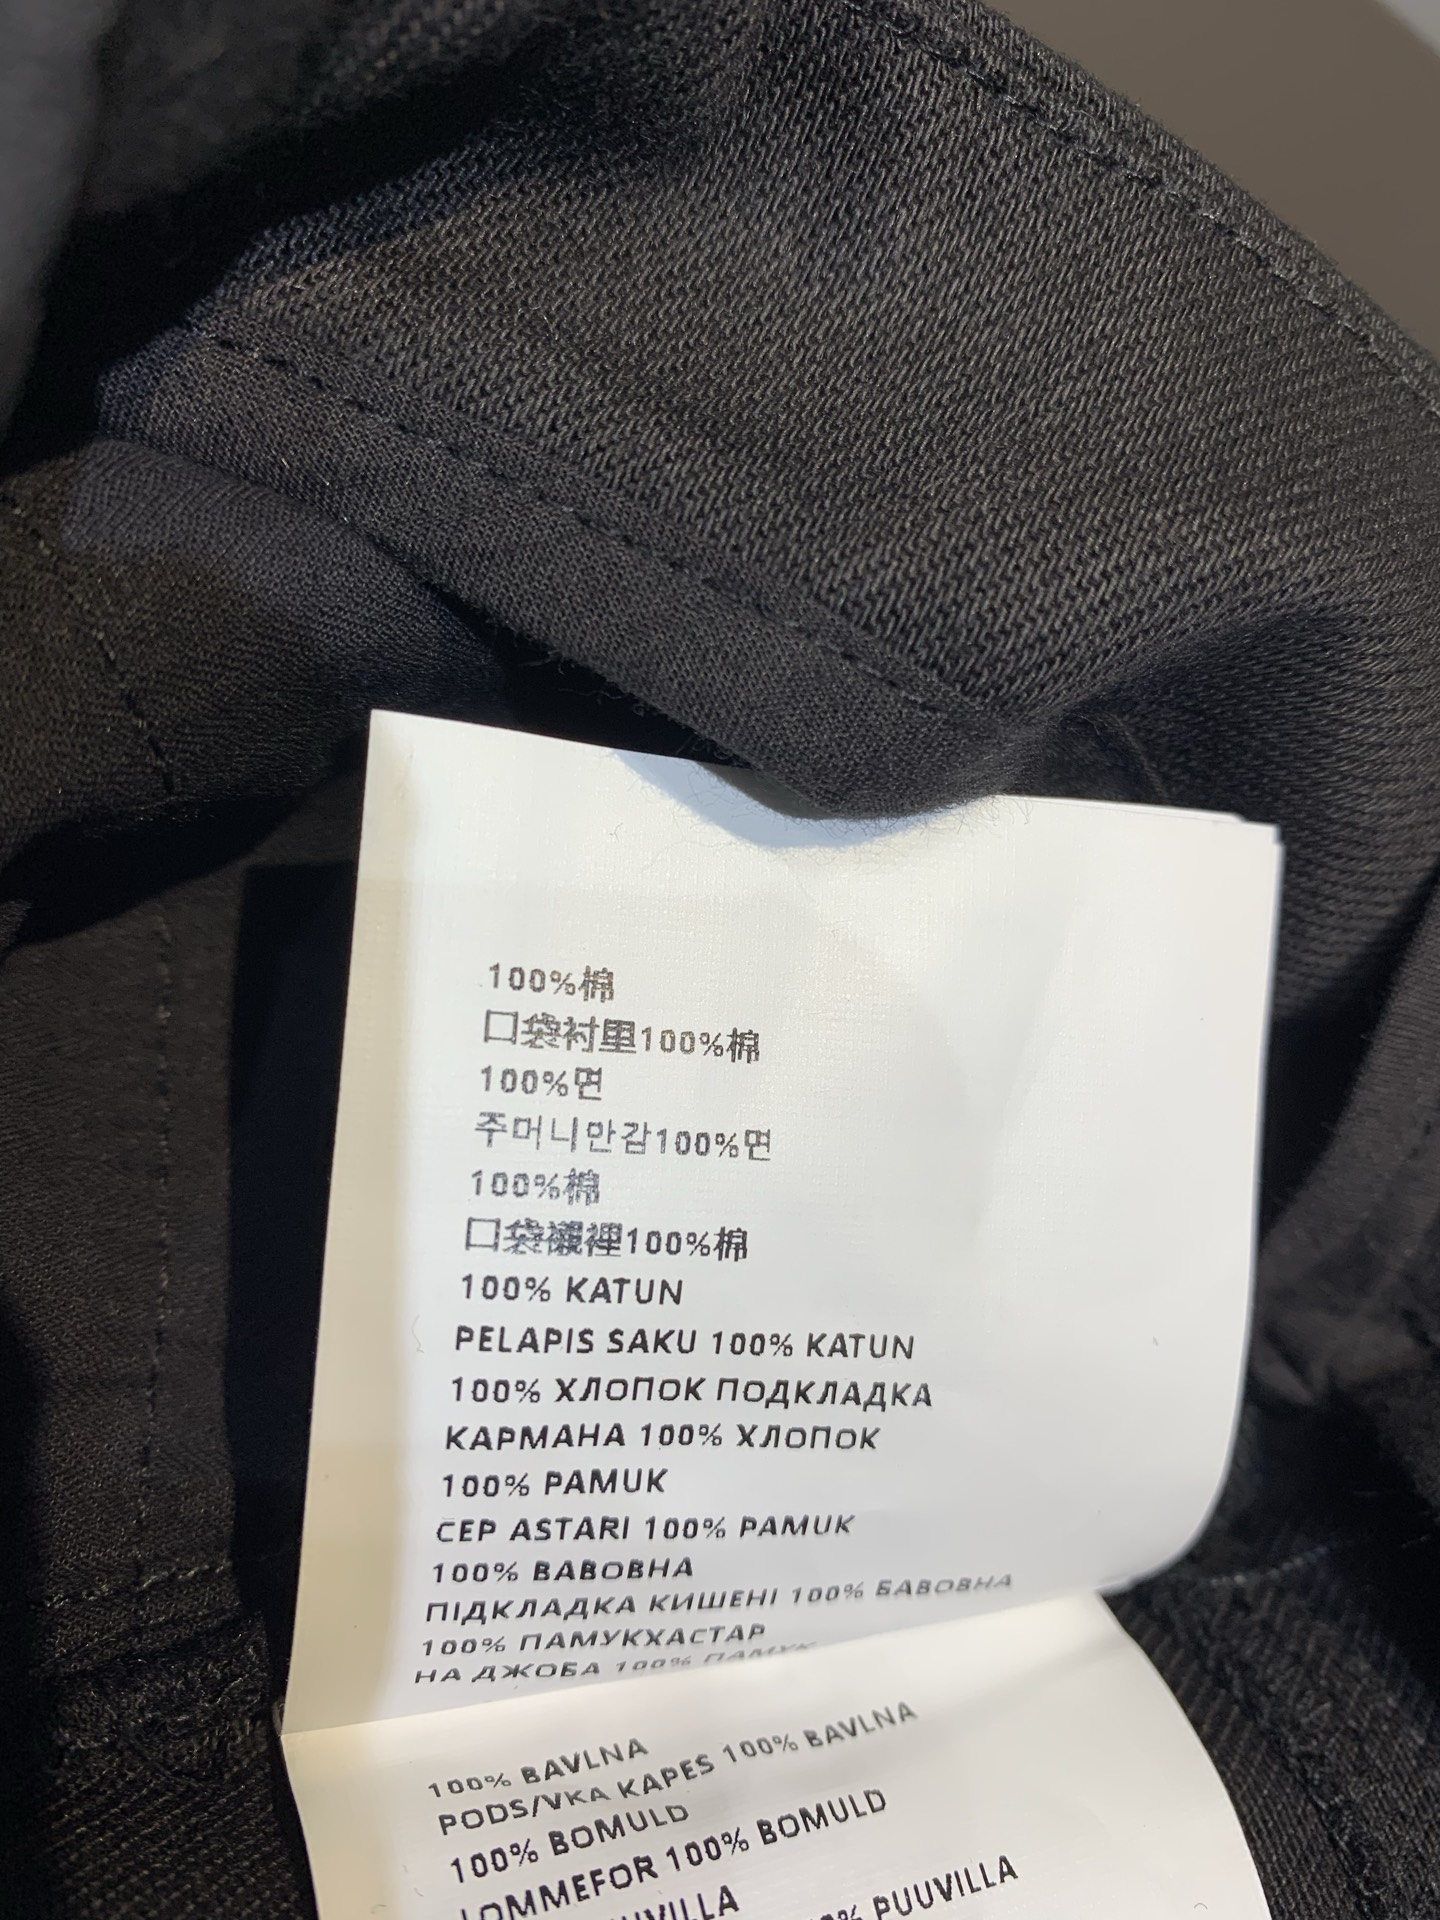 100%棉
口袋衬里100%棉
100%면
주머니안감100%면
100%棉
口袋襯裡100%棉
100% KATUN
PELAPIS SAKU 100% KATUN
100% ХЛОПОК ПОДКЛАДКА
КАРМАНА 100% ХЛОПОК
100% PAMUK
CEP ASTARI 100% PAMUK
100% BABOBHA
ПІДКЛАДКА КИШЕНІ 100% БАВОВНА
100% ПАМУКХАСТАР
НА ДЖОБА 100% ПАМУК
100% BAVLNA
PODS/VKA KAPES 100% BAVLNA
100% BOMULD
LOMMEFOR 100% BOMULD
PUUVILLA